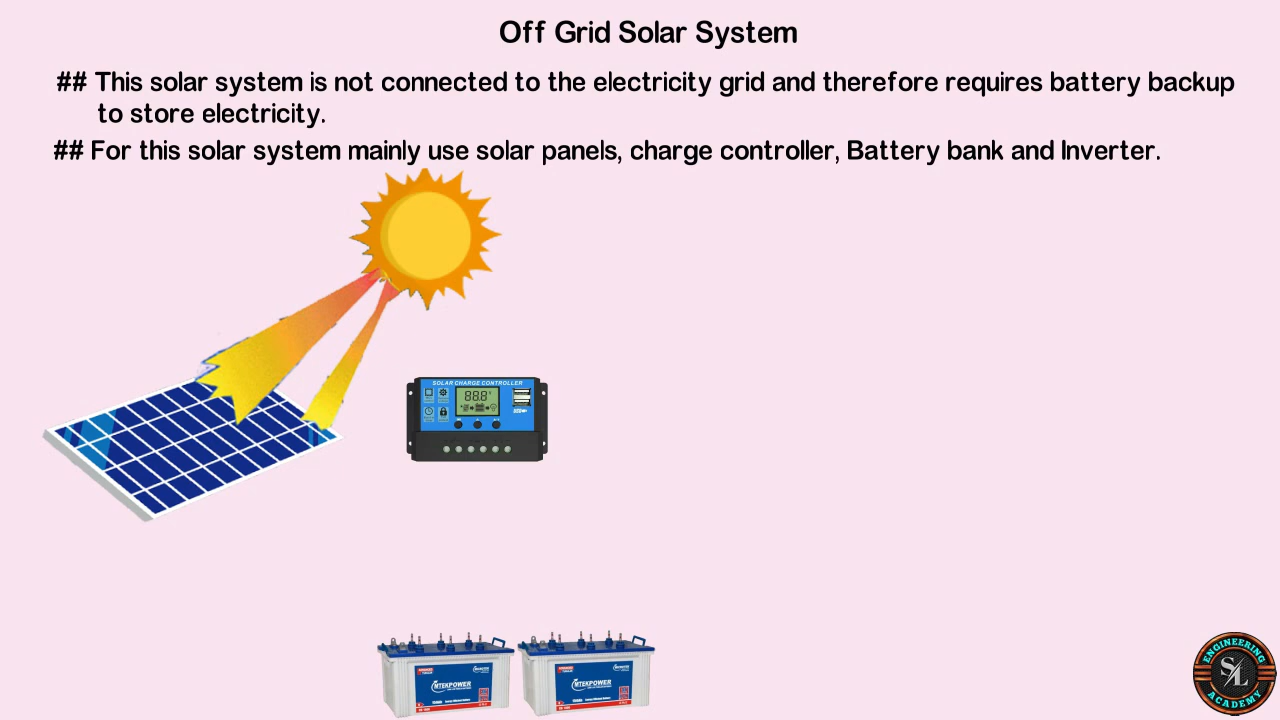 Off Grid Solar System
## This solar system is not connected to the electricity grid and therefore requires battery backup
to store electricity.
## For this solar system mainly use solar panels, charge controller, Battery bank and Inverter.
SOLAR CHARGE CONTROLLER
88.8
MTEKPOWER
MTEKPOWER
ENGINEERING
S/L
ACADEMY